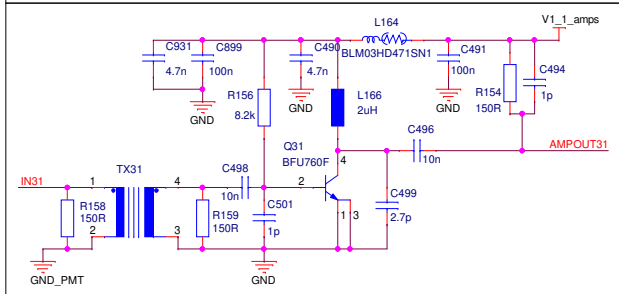 L164
V1_1_amps
C931
4.7n
C899
100n
C490
4.7n
BLM03HD471SN1
C491
100n
R154
150R
C494
1p
GND
GND
GND
R156
8.2k
L166
2uH
C496
10n
AMPOUT31
Q31
BFU760F
TX31
C498
10n
IN31
1
4
2
4
R158
150R
R159
150R
C501
1p
1
3
C499
2.7p
2
3
GND_PMT
GND